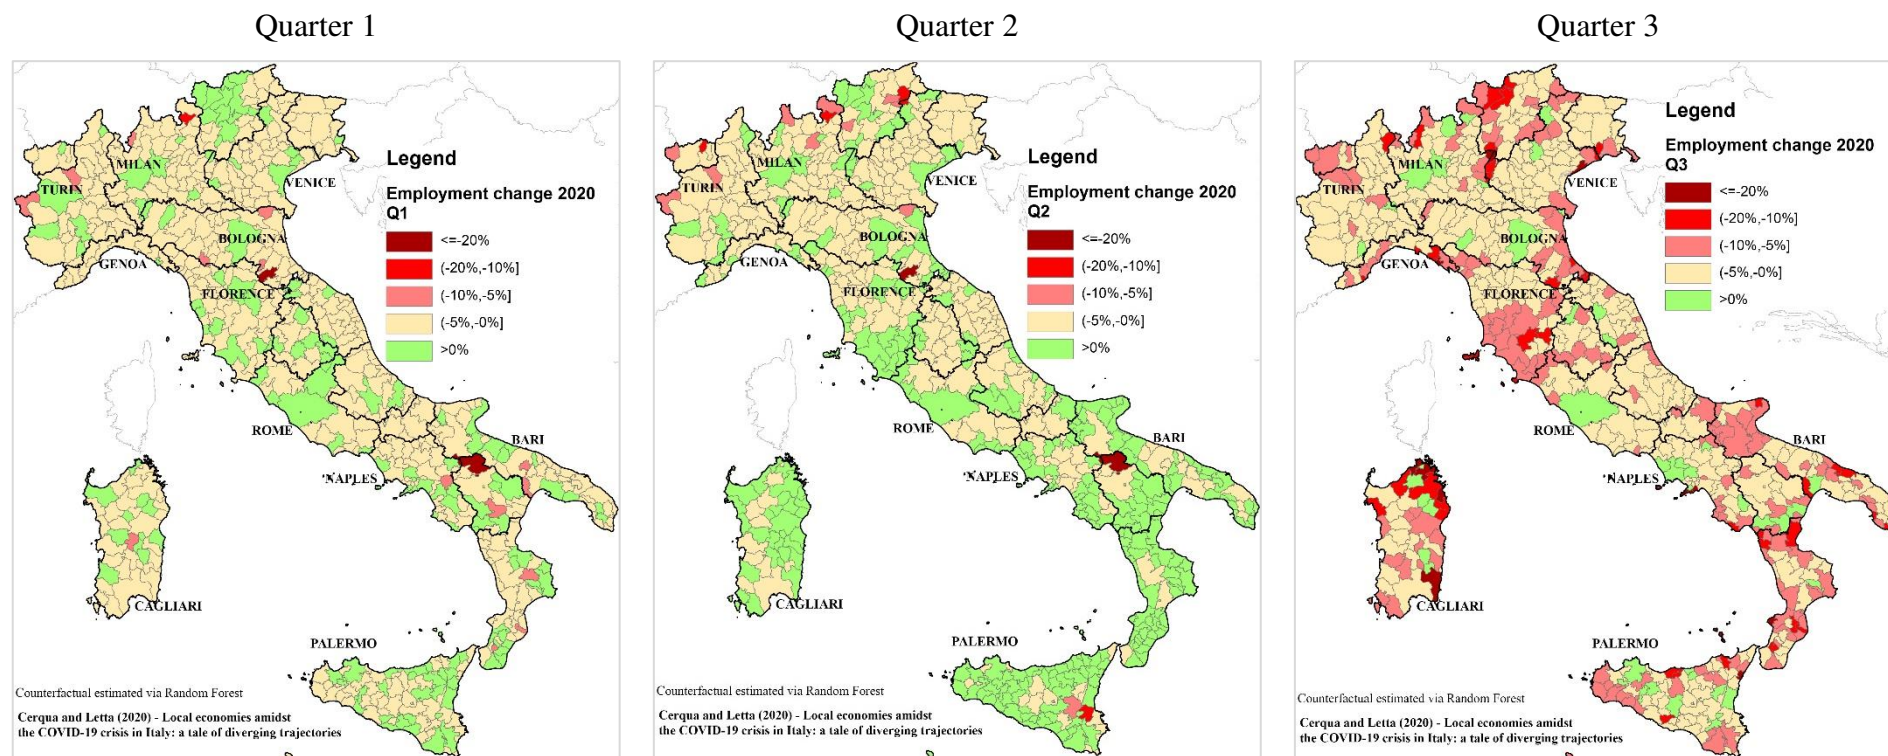 Quarter 1
Quarter 2
Quarter 3
MILAN
TURIN
VENICE
BOLOGNA
GENOA
FLORENCE
ROME
BARI
NAPLES
CAGLIARI
PALERMO
Legend
Employment change 2020
Q1
<=-20%
(-20%,-10%]
(-10%,-5%]
(-5%,-0%]
>0%
Counterfactual estimated via Random Forest
Cerqua and Letta (2020) - Local economies amidst
the COVID-19 crisis in Italy: a tale of diverging trajectories
MILAN
TURIN
VENICE
BOLOGNA
GENOA
FLORENCE
ROME
BARI
NAPLES
CAGLIARI
PALERMO
Legend
Employment change 2020
Q2
<=-20%
(-20%,-10%]
(-10%,-5%]
(-5%,-0%]
>0%
Counterfactual estimated via Random Forest
Cerqua and Letta (2020) - Local economies amidst
the COVID-19 crisis in Italy: a tale of diverging trajectories
MILAN
TURIN
VENICE
BOLOGNA
GENOA
FLORENCE
ROME
BARI
NAPLES
CAGLIARI
PALERMO
Legend
Employment change 2020
Q3
<=-20%
(-20%,-10%]
(-10%,-5%]
(-5%,-0%]
>0%
Counterfactual estimated via Random Forest
Cerqua and Letta (2020) - Local economies amidst
the COVID-19 crisis in Italy: a tale of diverging trajectories